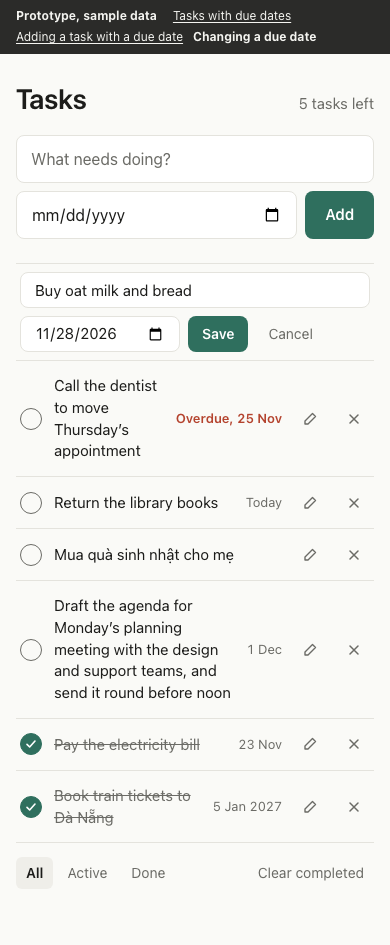 Prototype, sample data Tasks with due dates
Adding a task with a due date Changing a due date
Tasks
5 tasks left
What needs doing?
mm/dd/yyyy
Add
Buy oat milk and bread
11/28/2026 Save Cancel
Call the dentist
to move
Thursday’s
appointment
Overdue, 25 Nov
Return the library books Today
Mua quà sinh nhật cho mẹ
Draft the agenda for
Monday’s planning
meeting with the design
and support teams, and
send it round before noon
1 Dec
Pay the electricity bill 23 Nov
Book train tickets to
Đà Nẵng
5 Jan 2027
All Active Done Clear completed